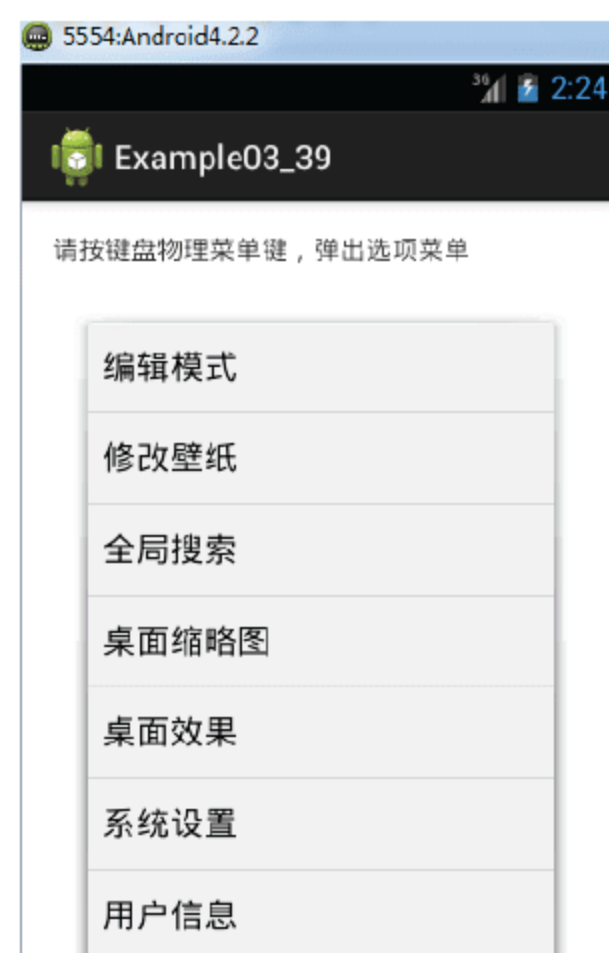 5554:Android4.2.2
3G 2:24
Example03_39
请按键盘物理菜单键，弹出选项菜单
编辑模式
修改壁纸
全局搜索
桌面缩略图
桌面效果
系统设置
用户信息